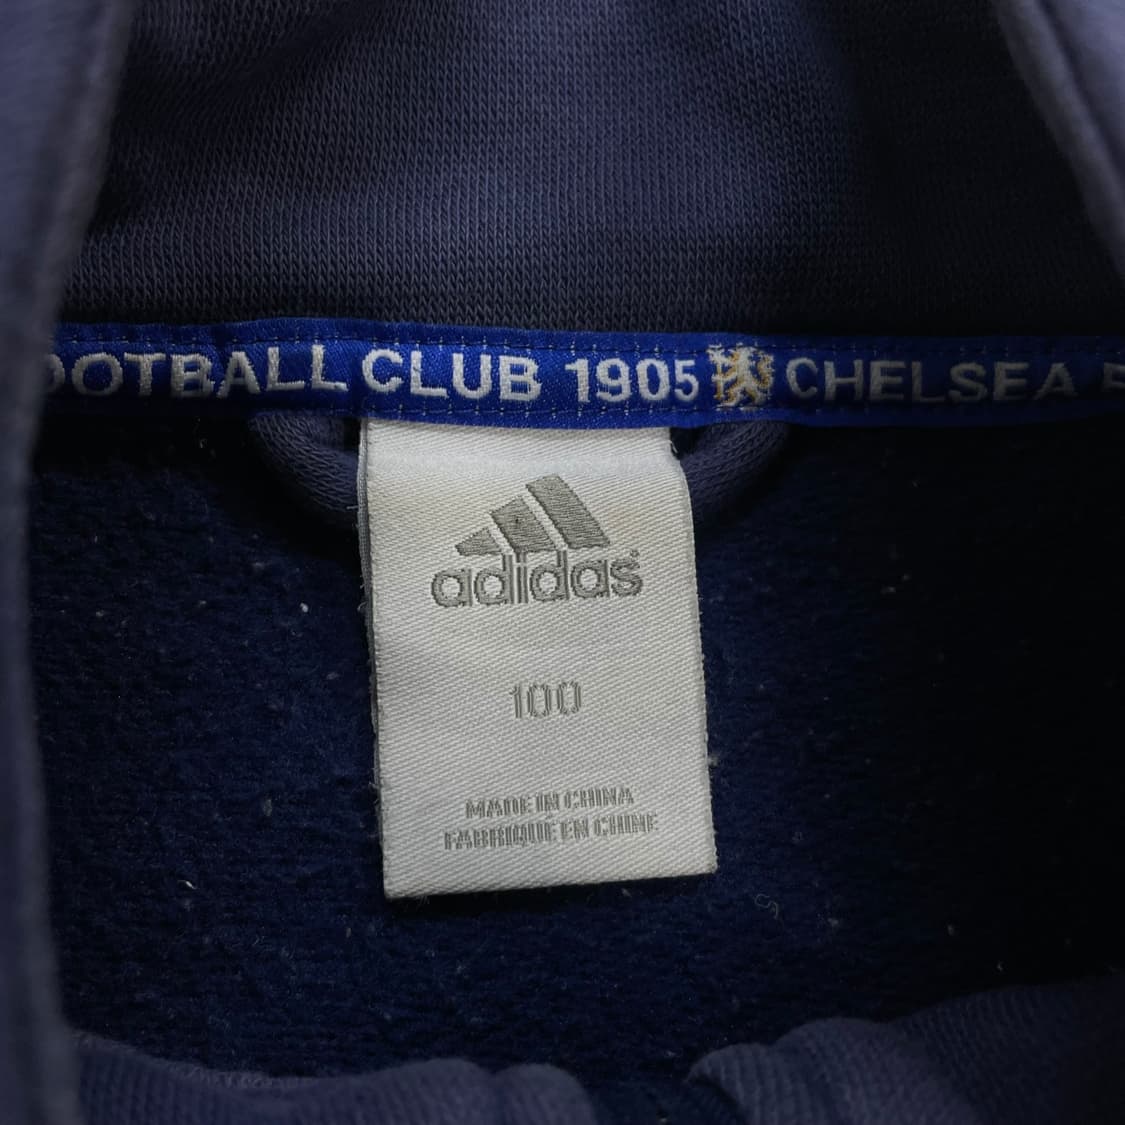 OOTBALL CLUB 1905 CHELSEA F
adidas
100
MADE IN CHINA
FABRIQUE EN CHINE